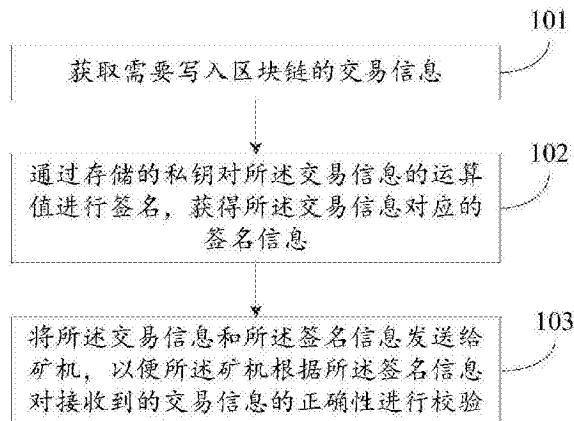 101
获取需要写入区块链的交易信息
102
通过存储的私钥对所述交易信息的运算
值进行签名，获得所述交易信息对应的
签名信息
103
将所述交易信息和所述签名信息发送给
矿机，以便所述矿机根据所述签名信息
对接收到的交易信息的正确性进行校验